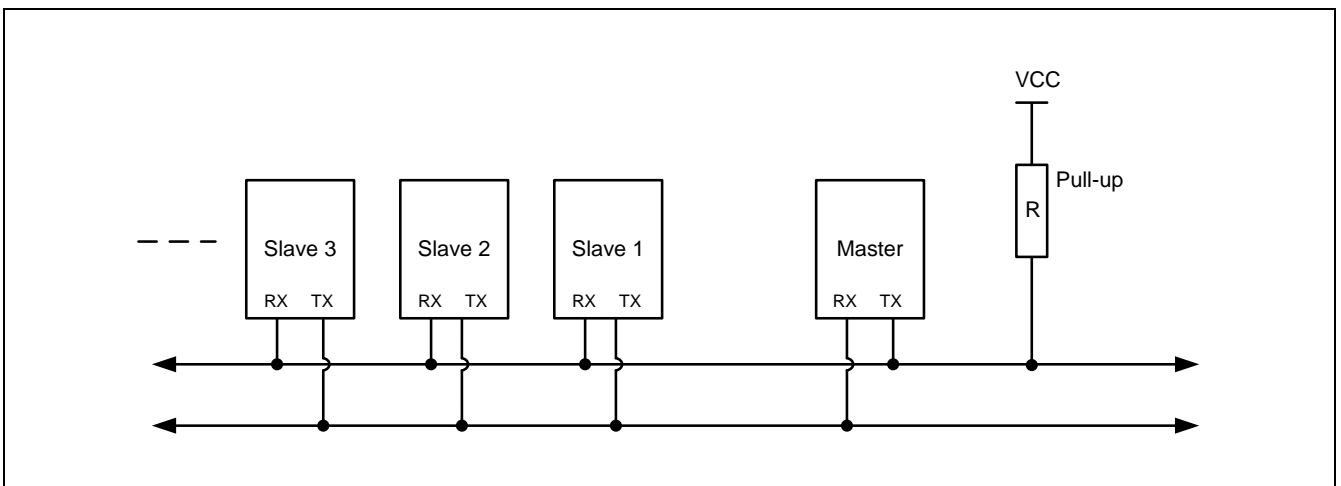 VCC
Pull-up
R
Slave 3
Slave 2
Slave 1
Master
RX TX
RX TX
RX TX
RX TX